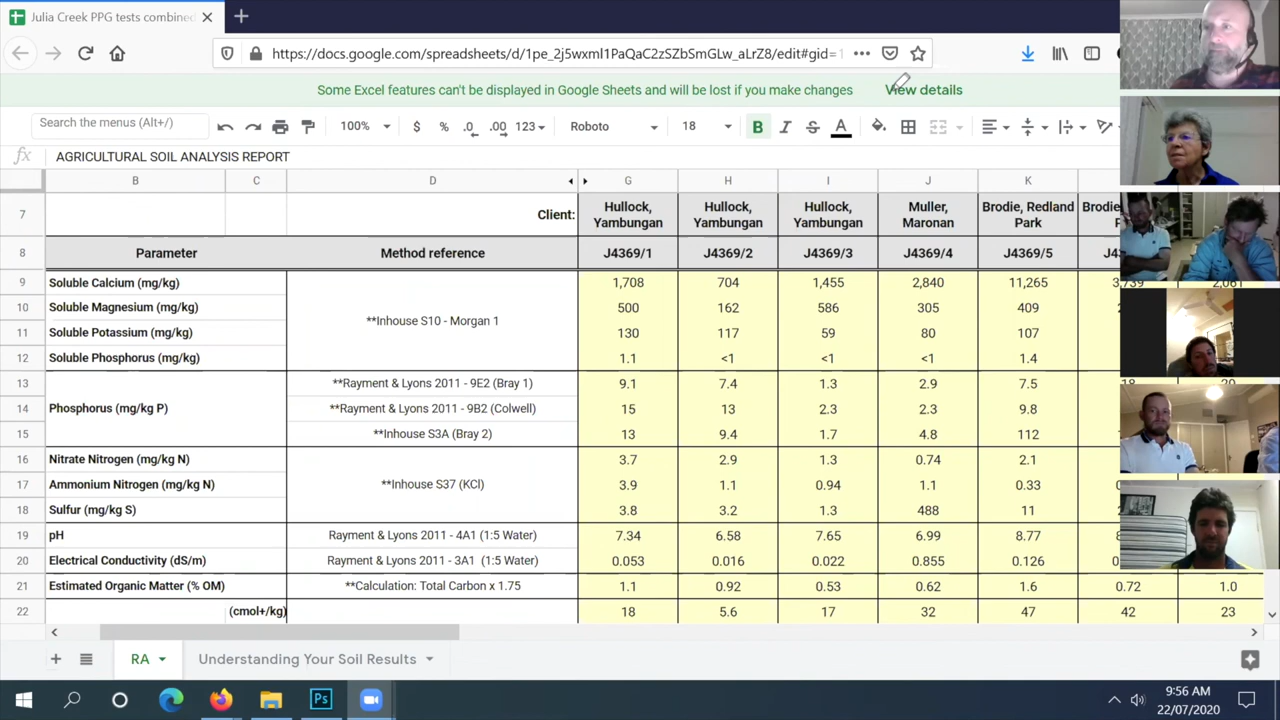 Julia Creek PPG tests combined
https://docs.google.com/spreadsheets/d/1pe_2j5wxml1PaQaC2zSZbSmGLw_aLrZ8/edit#gid=1
Some Excel features can't be displayed in Google Sheets and will be lost if you make changes View details
Search the menus (Alt+/) 100% $ % .0 .00 123 Roboto 18 B I S A
fx AGRICULTURAL SOIL ANALYSIS REPORT
B C D G H I J K
7 Client: Hullock, Yambungan Hullock, Yambungan Hullock, Yambungan Muller, Maronan Brodie, Redland Park
8 Parameter Method reference J4369/1 J4369/2 J4369/3 J4369/4 J4369/5
9 Soluble Calcium (mg/kg) 1,708 704 1,455 2,840 11,265 3,739 2,061
10 Soluble Magnesium (mg/kg) **Inhouse S10 - Morgan 1 500 162 586 305 409
11 Soluble Potassium (mg/kg) 130 117 59 80 107
12 Soluble Phosphorus (mg/kg) 1.1 <1 <1 <1 1.4
13 **Rayment & Lyons 2011 - 9E2 (Bray 1) 9.1 7.4 1.3 2.9 7.5
14 Phosphorus (mg/kg P) **Rayment & Lyons 2011 - 9B2 (Colwell) 15 13 2.3 2.3 9.8
15 **Inhouse S3A (Bray 2) 13 9.4 1.7 4.8 112
16 Nitrate Nitrogen (mg/kg N) 3.7 2.9 1.3 0.74 2.1
17 Ammonium Nitrogen (mg/kg N) **Inhouse S37 (KCl) 3.9 1.1 0.94 1.1 0.33
18 Sulfur (mg/kg S) 3.8 3.2 1.3 488 11
19 pH Rayment & Lyons 2011 - 4A1 (1:5 Water) 7.34 6.58 7.65 6.99 8.77
20 Electrical Conductivity (dS/m) Rayment & Lyons 2011 - 3A1 (1:5 Water) 0.053 0.016 0.022 0.855 0.126
21 Estimated Organic Matter (% OM) **Calculation: Total Carbon x 1.75 1.1 0.92 0.53 0.62 1.6 0.72 1.0
22 (cmol+/kg) 18 5.6 17 32 47 42 23
RA Understanding Your Soil Results
Ps
9:56 AM
22/07/2020